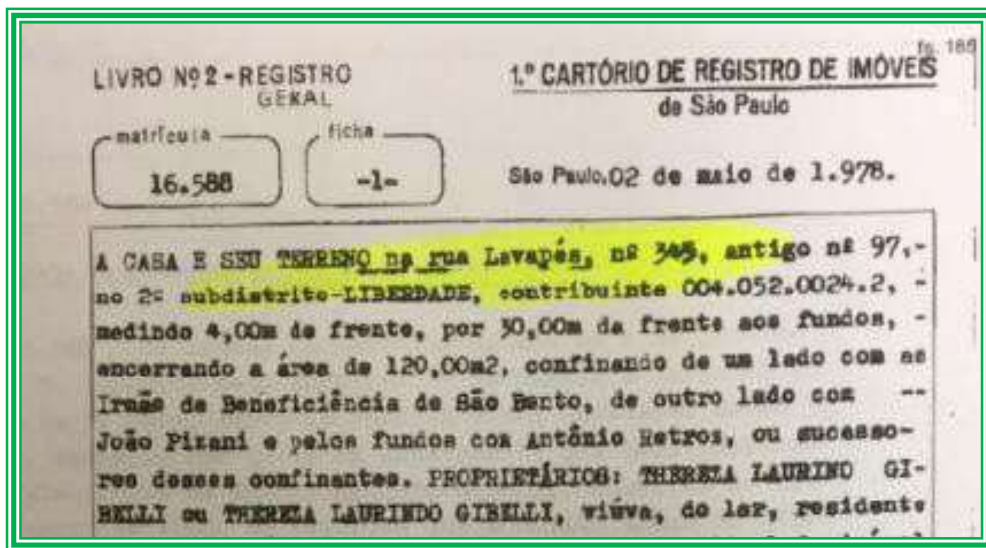 fs. 186
LIVRO Nº 2 - REGISTRO
GERAL
1.º CARTÓRIO DE REGISTRO DE IMÓVEIS
de São Paulo
matrícula
16.588
ficha
-1-
São Paulo, 02 de maio de 1.978.
A CASA E SEU TERRENO na rua Lavapés, nº 345, antigo nº 97,-
no 2º subdistrito-LIBERDADE, contribuinte 004.052.0024.2, -
medindo 4,00m de frente, por 30,00m da frente aos fundos, -
encerrando a área de 120,00m2, confinando de um lado com as
Irmãs de Beneficiência de São Bento, de outro lado com --
João Pizani e pelos fundos com Antônio Retros, ou sucesso-
res desses confinantes. PROPRIETÁRIOS: THEREZA LAURINO GI-
BELLI ou THEREZA LAURINDO GIBELLI, viúva, do lar, residente